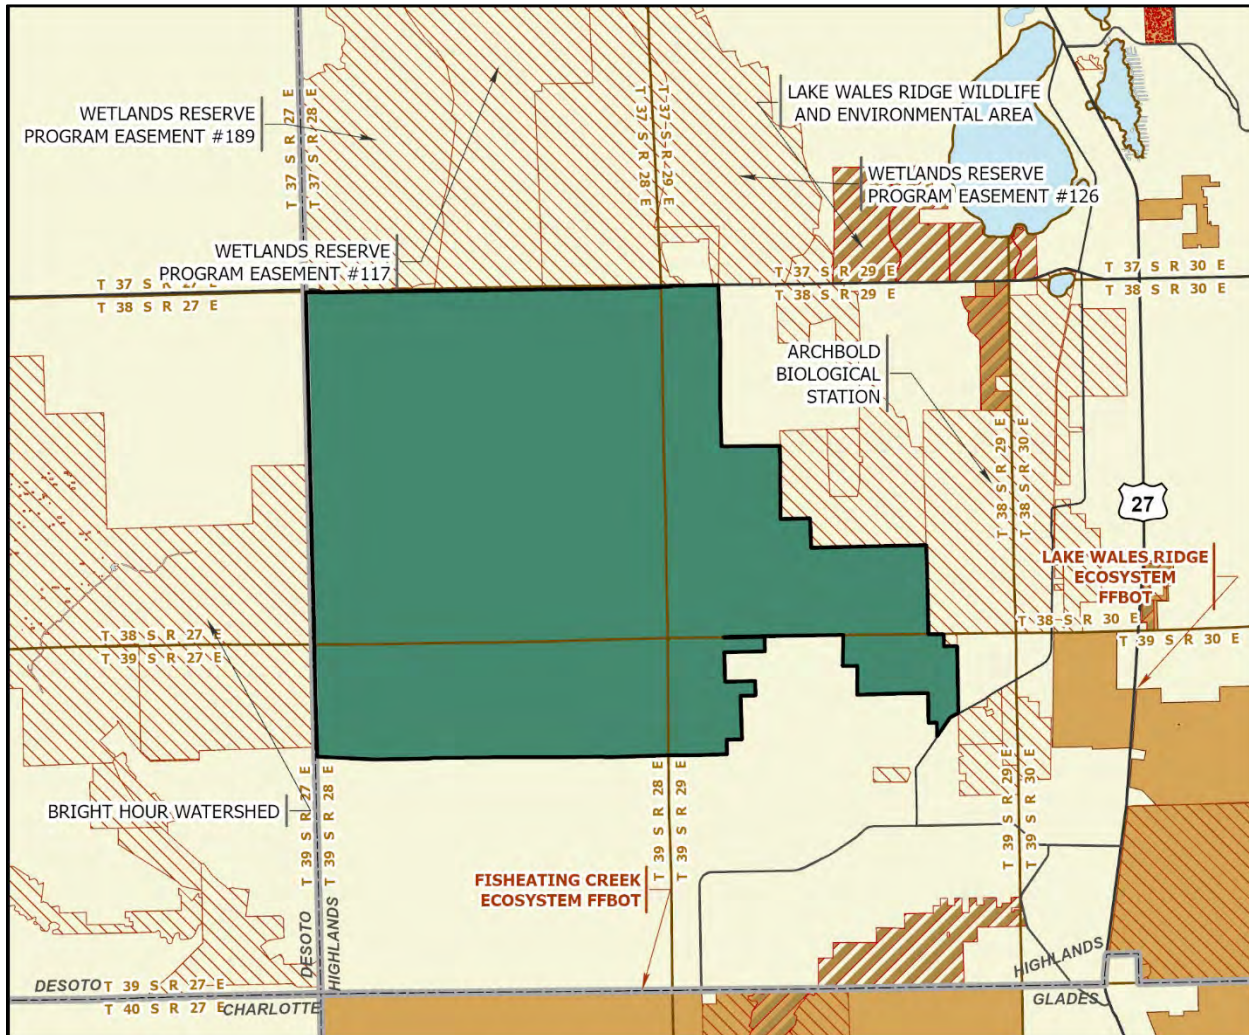 WETLANDS RESERVE
PROGRAM EASEMENT #189
T 37 S R 27 E
T 37 S R 28 E
T 37 S R 28 E
T 37 S R 29 E
LAKE WALES RIDGE WILDLIFE
AND ENVIRONMENTAL AREA
WETLANDS RESERVE
PROGRAM EASEMENT #126
WETLANDS RESERVE
PROGRAM EASEMENT #117
T 37 S R 27 E
T 38 S R 27 E
T 37 S R 29 E
T 38 S R 29 E
T 37 S R 30 E
T 38 S R 30 E
ARCHBOLD
BIOLOGICAL
STATION
T 38 S R 29 E
T 38 S R 30 E
27
LAKE WALES RIDGE
ECOSYSTEM
FFBOT
T 38 S R 30 E
T 39 S R 30 E
T 38 S R 27 E
T 39 S R 27 E
BRIGHT HOUR WATERSHED
T 39 S R 27 E
T 39 S R 28 E
T 39 S R 28 E
T 39 S R 29 E
T 39 S R 29 E
T 39 S R 30 E
FISHEATING CREEK
ECOSYSTEM FFBOT
DESOTO
HIGHLANDS
HIGHLANDS
GLADES
DESOTO
T 39 S R 27 E
T 40 S R 27 E
CHARLOTTE